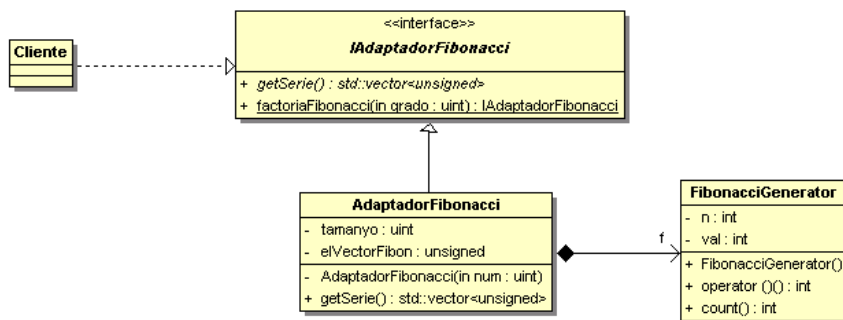 <<interface>>
IAdaptadorFibonacci
+ getSerie() : std::vector<unsigned>
+ factoriaFibonacci(in grado : uint) : IAdaptadorFibonacci
Cliente
AdaptadorFibonacci
- tamanyo : uint
- elVectorFibon : unsigned
- AdaptadorFibonacci(in num : uint)
+ getSerie() : std::vector<unsigned>
f
FibonacciGenerator
- n : int
- val : int
+ FibonacciGenerator()
+ operator ()() : int
+ count() : int